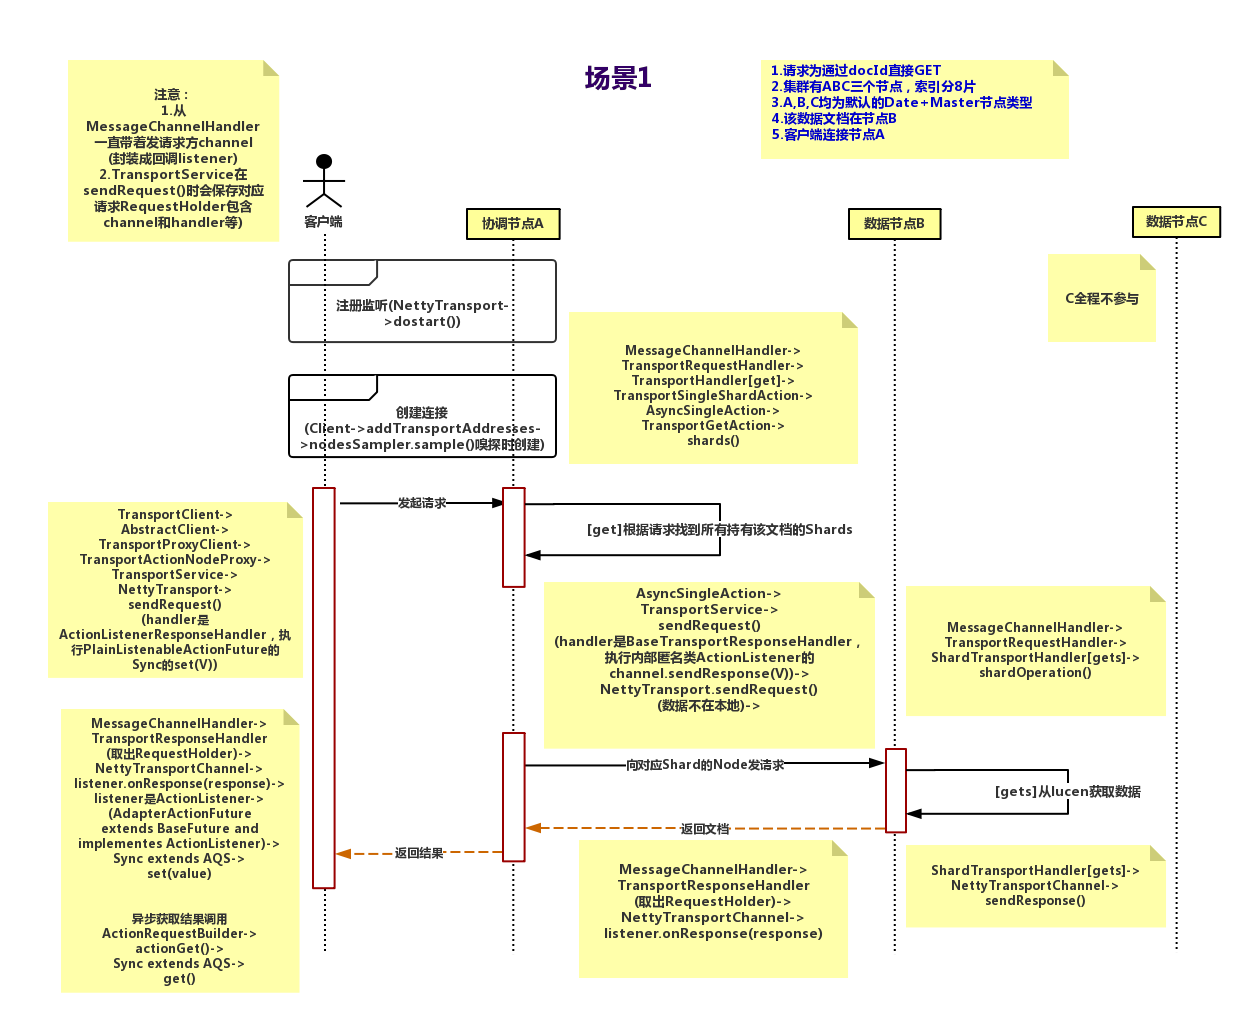 场景1
注意：
1.从
MessageChannelHandler
一直带着发请求方channel
(封装成回调listener)
2.TransportService在
sendRequest()时会保存对应
请求RequestHolder包含
channel和handler等)
1.请求为通过docId直接GET
2.集群有ABC三个节点，索引分8片
3.A,B,C均为默认的Date+Master节点类型
4.该数据文档在节点B
5.客户端连接节点A
客户端
协调节点A
数据节点B
数据节点C
注册监听(NettyTransport-
>dostart())
C全程不参与
MessageChannelHandler->
TransportRequestHandler->
TransportHandler[get]->
TransportSingleShardAction->
AsyncSingleAction->
TransportGetAction->
shards()
创建连接
(Client->addTransportAddresses-
>nodesSampler.sample()嗅探时创建)
发起请求
[get]根据请求找到所有持有该文档的Shards
TransportClient->
AbstractClient->
TransportProxyClient->
TransportActionNodeProxy->
TransportService->
NettyTransport->
sendRequest()
(handler是
ActionListenerResponseHandler，执
行PlainListenableActionFuture的
Sync的set(V))
AsyncSingleAction->
TransportService->
sendRequest()
(handler是BaseTransportResponseHandler，
执行内部匿名类ActionListener的
channel.sendResponse(V))->
NettyTransport.sendRequest()
(数据不在本地)->
MessageChannelHandler->
TransportRequestHandler->
ShardTransportHandler[gets]->
shardOperation()
MessageChannelHandler->
TransportResponseHandler
(取出RequestHolder)->
NettyTransportChannel->
listener.onResponse(response)->
listener是ActionListener->
(AdapterActionFuture
extends BaseFuture and
implementes ActionListener)->
Sync extends AQS->
set(value)
异步获取结果调用
ActionRequestBuilder->
actionGet()->
Sync extends AQS->
get()
向对应Shard的Node发请求
[gets]从lucen获取数据
返回文档
返回结果
MessageChannelHandler->
TransportResponseHandler
(取出RequestHolder)->
NettyTransportChannel->
listener.onResponse(response)
ShardTransportHandler[gets]->
NettyTransportChannel->
sendResponse()